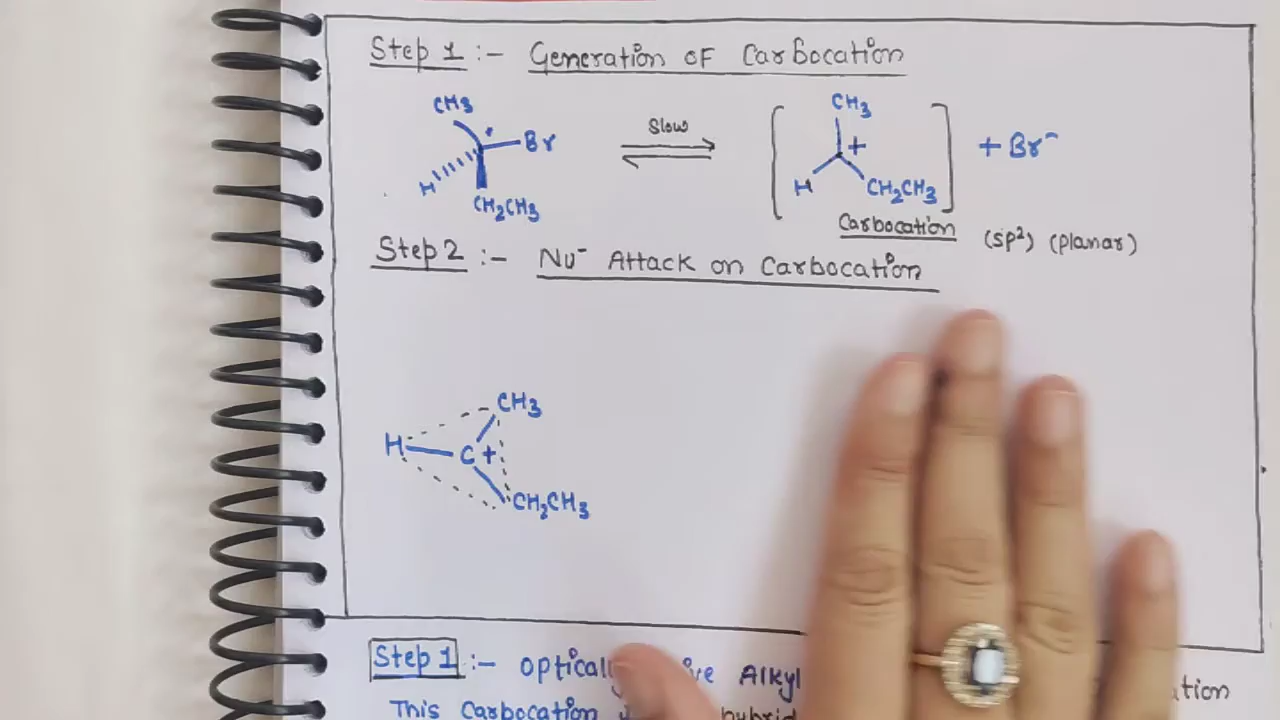 Step 1 :- Generation of Carbocation
CH3
Br
H
CH2CH3
Slow
CH3
+
H
CH2CH3
+ Br-
Carbocation (sp2) (planar)
Step 2 :- Nu- Attack on Carbocation
CH3
H C +
CH2CH3
Step 1 :- Optically Alkyl
This Carbocation